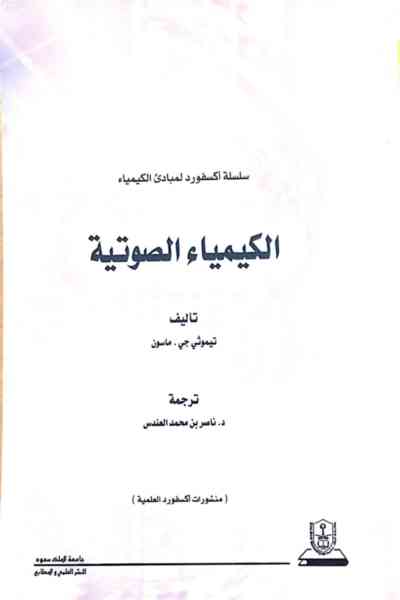 سلسلة أكسفورد لمبادئ الكيمياء
الكيمياء الصوتية
تأليف
تيموثي جي. ماسون
ترجمة
د. ناصر بن محمد العندس
( منشورات أكسفورد العلمية )
جامعة الملك سعود
النشر العلمي و المطابع